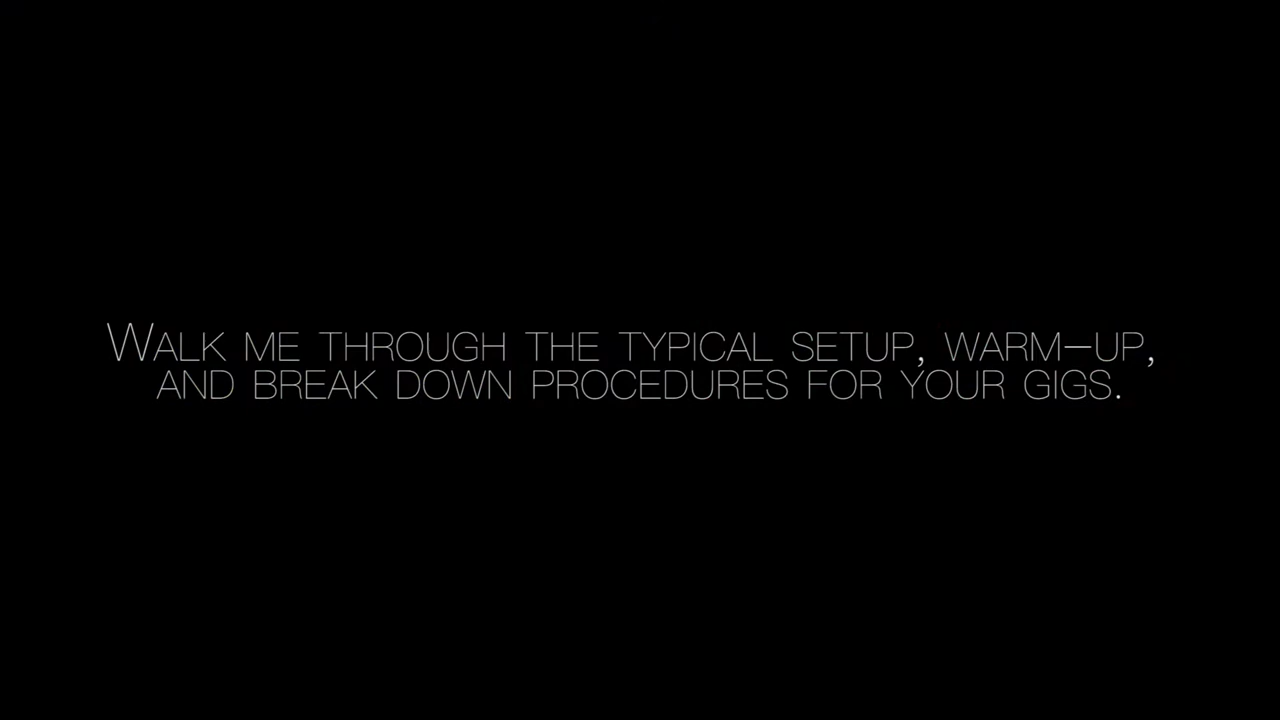 Walk me through the typical setup, warm-up,
and break down procedures for your gigs.